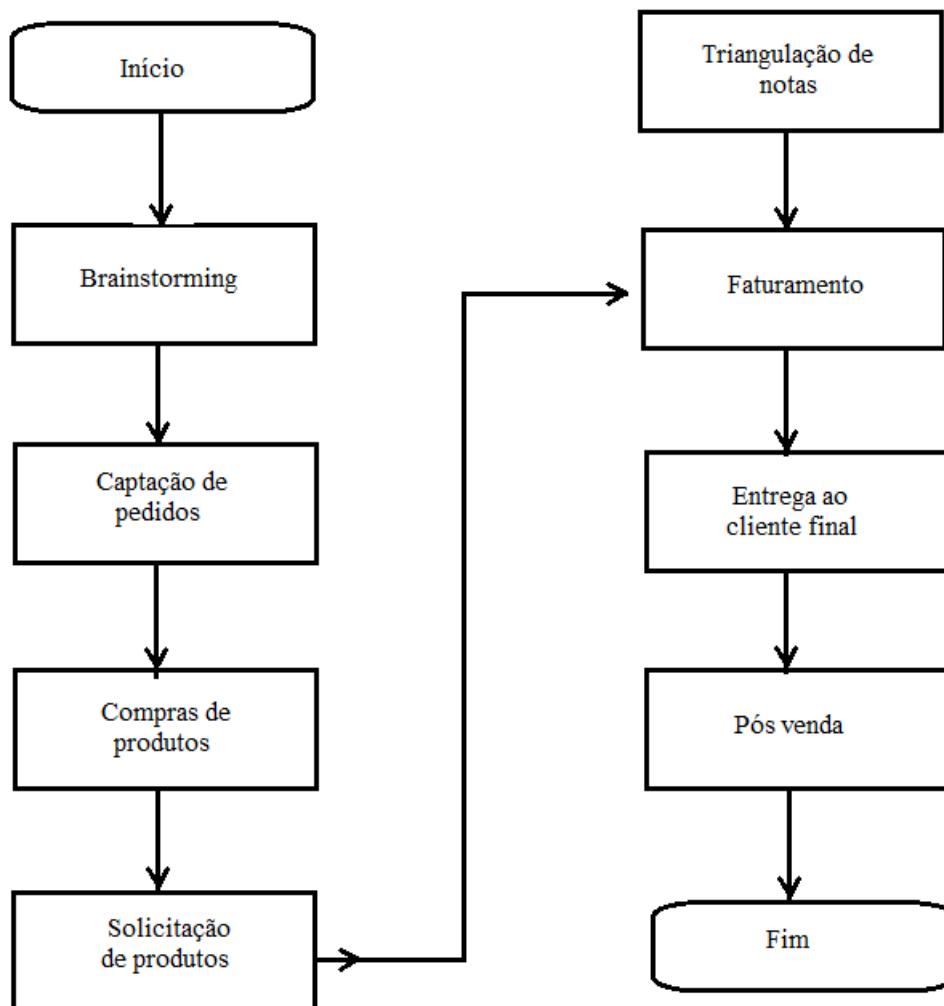 Início
Brainstorming
Captação de
pedidos
Compras de
produtos
Solicitação
de produtos
Triangulação de
notas
Faturamento
Entrega ao
cliente final
Pós venda
Fim